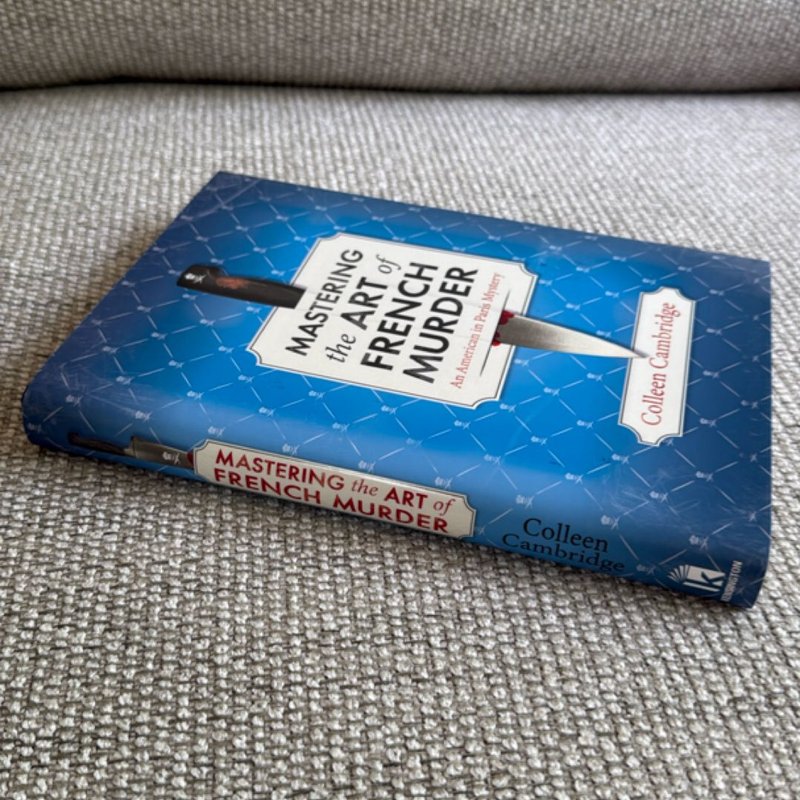 MASTERING
the ART of
FRENCH
MURDER
An American in Paris Mystery
Colleen Cambridge
MASTERING the ART of
FRENCH MURDER
Colleen
Cambridge
k
KENSINGTON